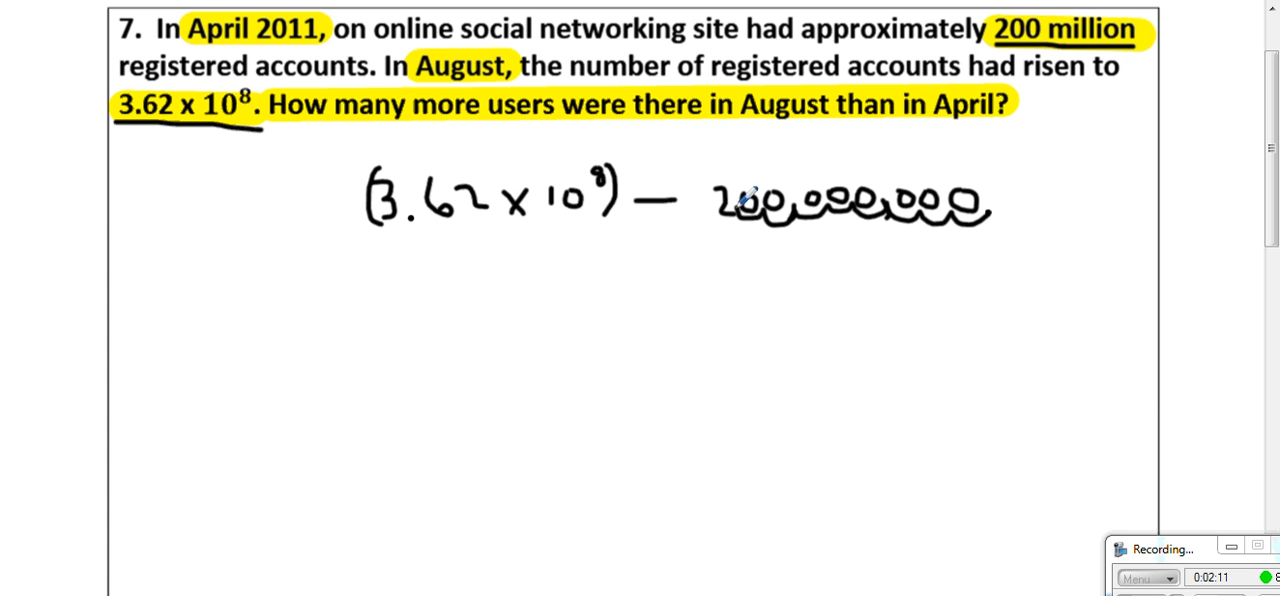 7. In April 2011, on online social networking site had approximately 200 million
registered accounts. In August, the number of registered accounts had risen to
3.62 x 10⁸. How many more users were there in August than in April?
(3.62 x 10⁸) — 200,000,000.
Recording...
Menu
0:02:11
8